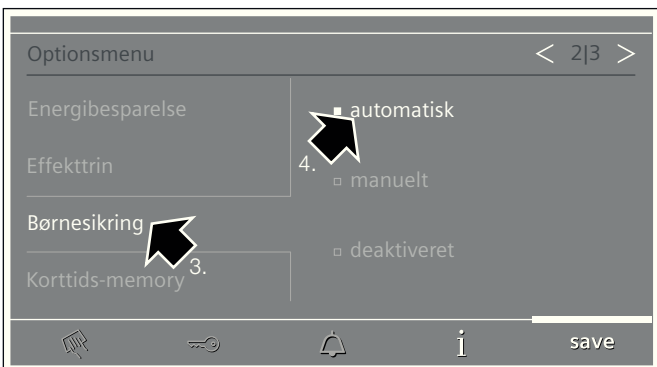 Optionsmenu < 2|3 >
Energibesparelse
automatisk
Effekttrin
4.
manuelt
Børnesikring
3.
deaktiveret
Korttids-memory
i save